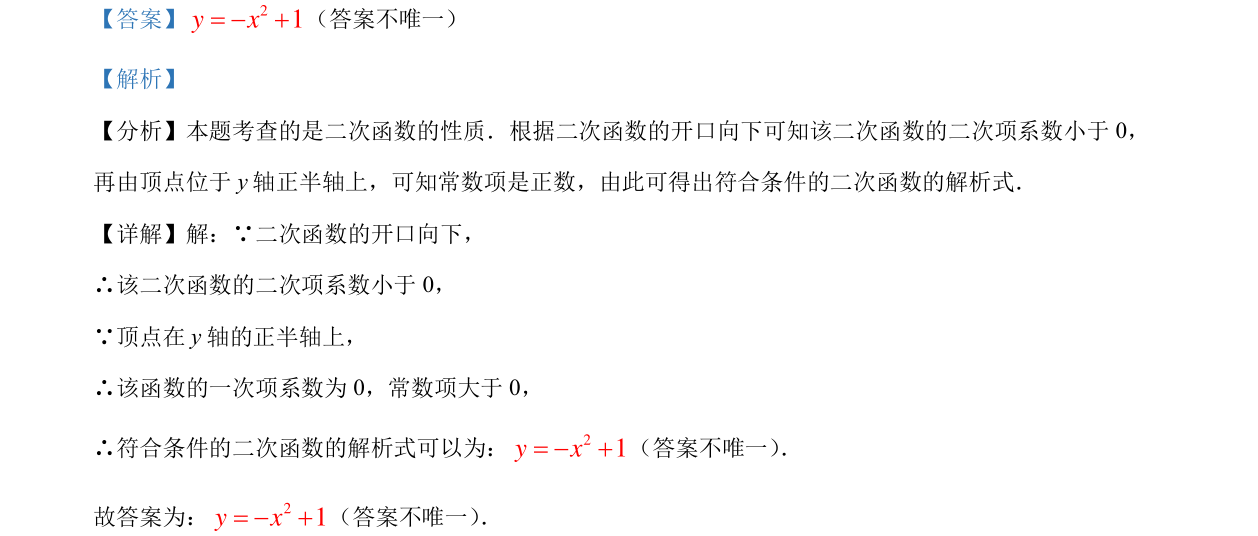 【答案】y＝−x²＋1（答案不唯一）
【解析】
【分析】本题考查的是二次函数的性质．根据二次函数的开口向下可知该二次函数的二次项系数小于 0，
再由顶点位于 y 轴正半轴上，可知常数项是正数，由此可得出符合条件的二次函数的解析式．
【详解】解：∵二次函数的开口向下，
∴该二次函数的二次项系数小于 0，
∵顶点在 y 轴的正半轴上，
∴该函数的一次项系数为 0，常数项大于 0，
∴符合条件的二次函数的解析式可以为：y＝−x²＋1（答案不唯一）．
故答案为：y＝−x²＋1（答案不唯一）．